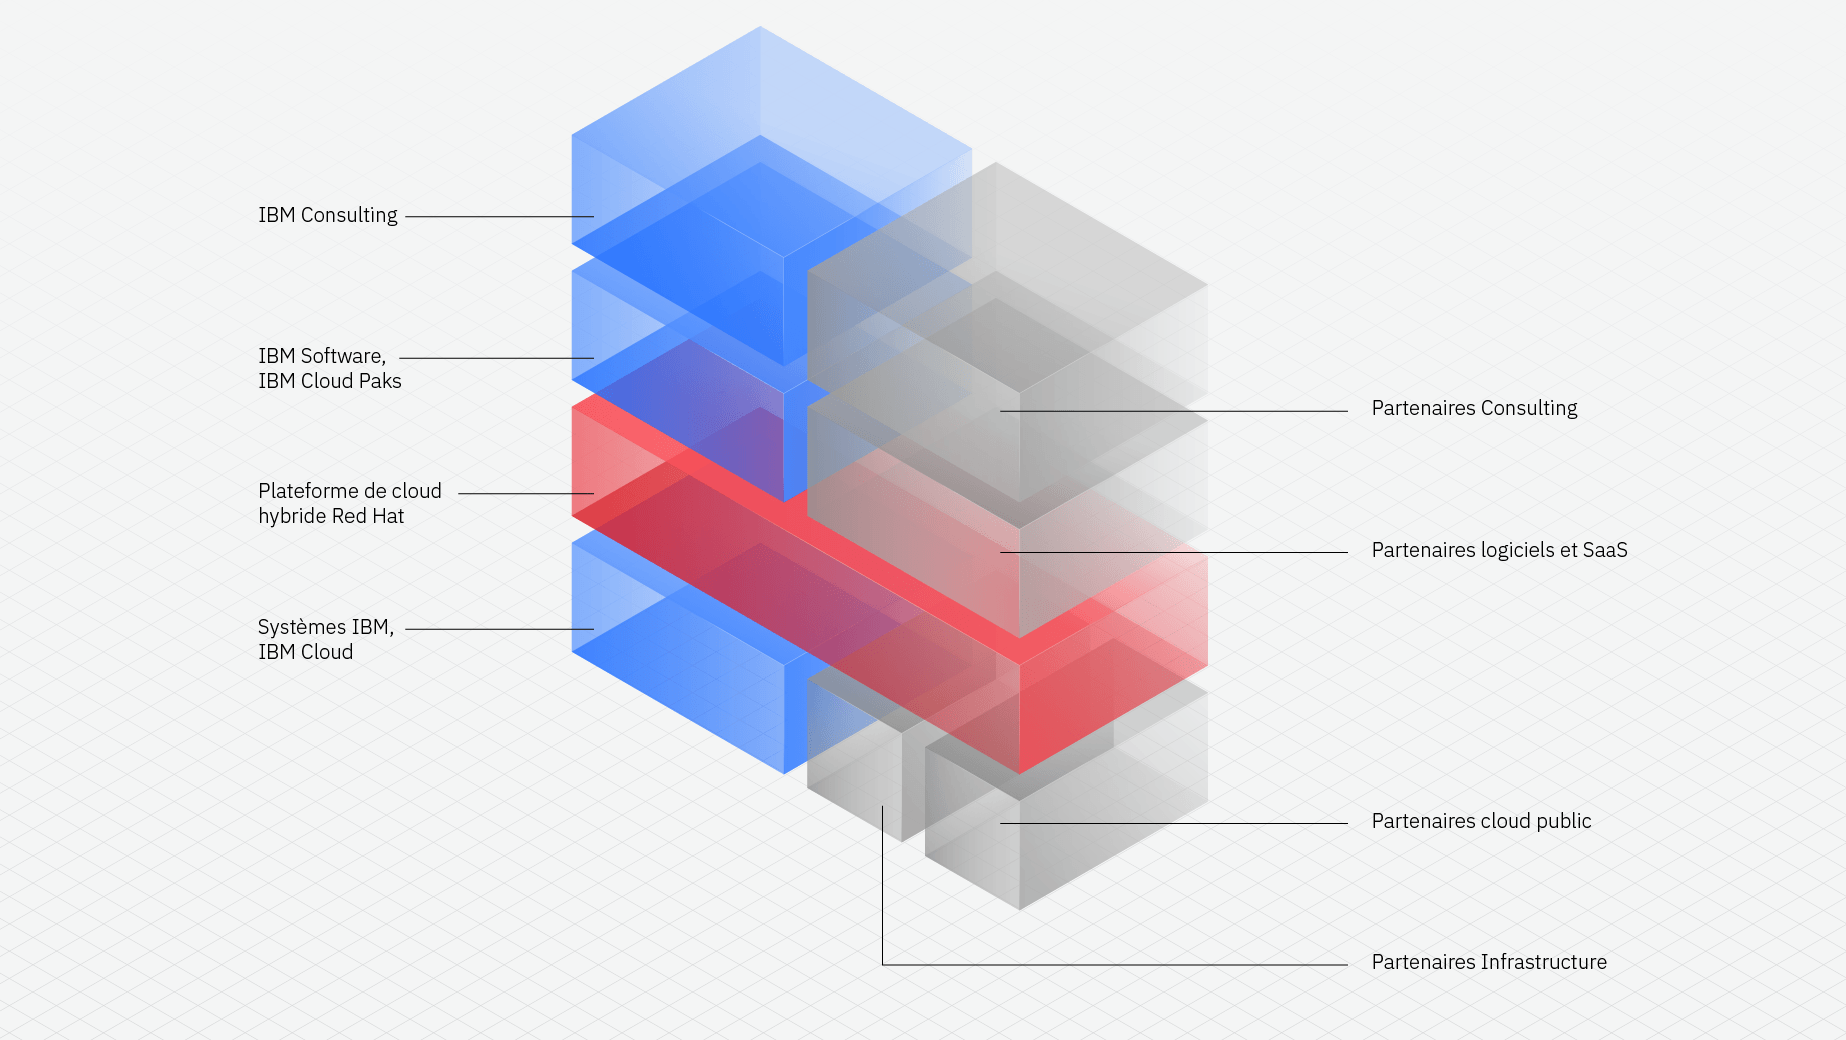 IBM Consulting
IBM Software,
IBM Cloud Paks
Plateforme de cloud
hybride Red Hat
Systèmes IBM,
IBM Cloud
Partenaires Consulting
Partenaires logiciels et SaaS
Partenaires cloud public
Partenaires Infrastructure